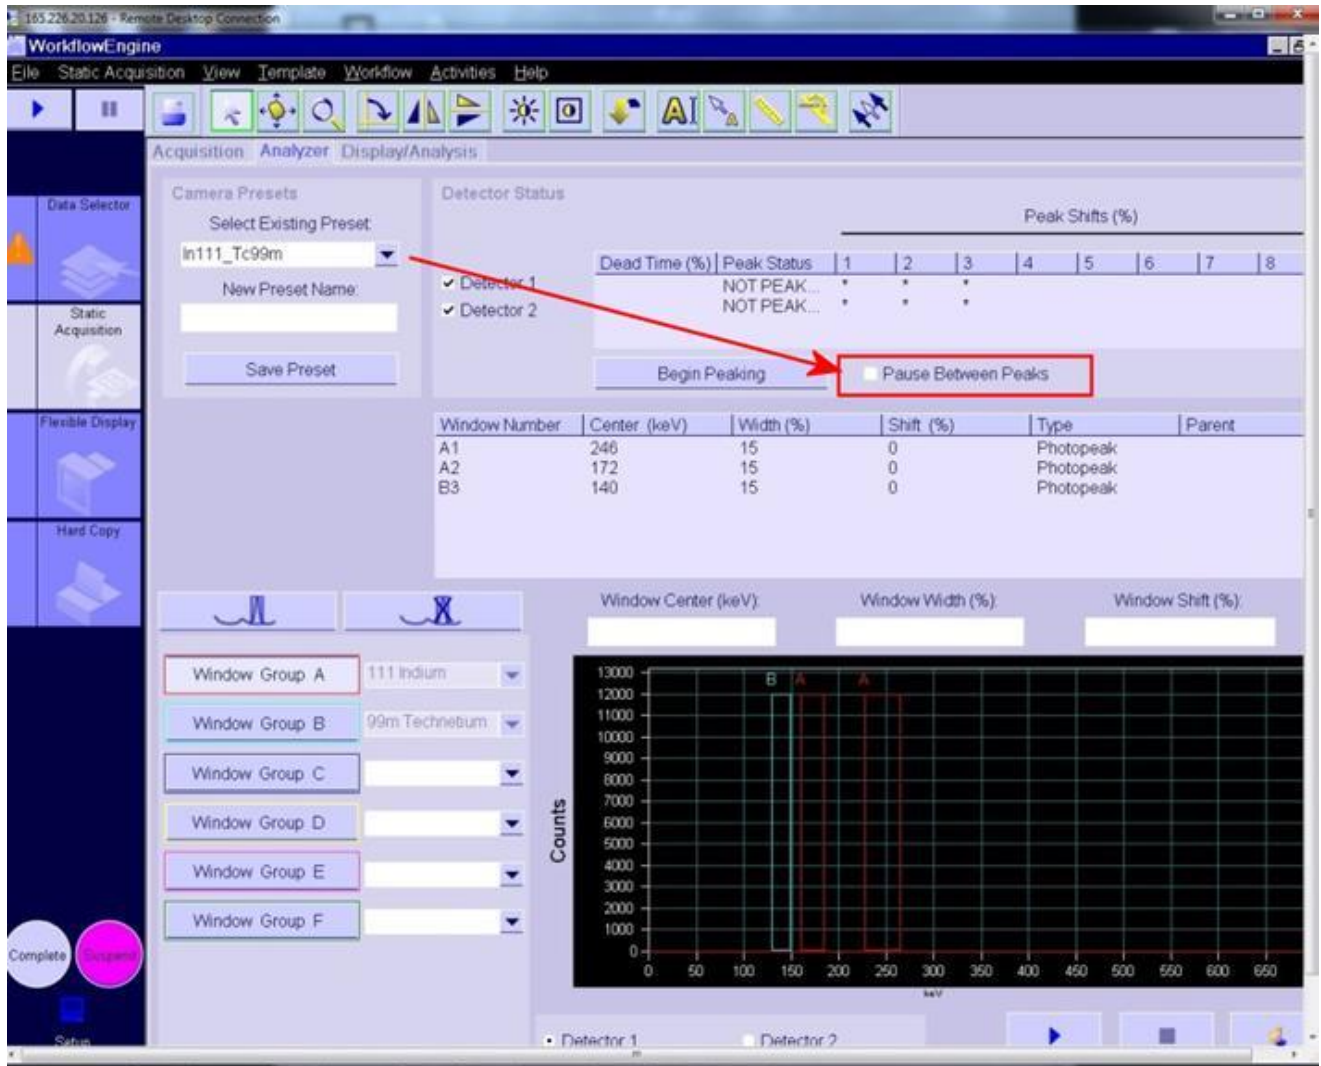 165.226.20.126 - Remote Desktop Connection
WorkflowEngine
File Static Acquisition View Template Workflow Activities Help
Acquisition Analyzer Display/Analysis
Camera Presets
Select Existing Preset:
In111_Tc99m
New Preset Name:
Save Preset
Detector Status
Peak Shifts (%)
Dead Time (%) Peak Status 1 2 3 4 5 6 7 8
Detector 1 NOT PEAK... * * *
Detector 2 NOT PEAK... * * *
Begin Peaking Pause Between Peaks
Data Selector
Static
Acquisition
Flexible Display
Hard Copy
Window Number Center (keV) Width (%) Shift (%) Type Parent
A1 246 15 0 Photopeak
A2 172 15 0 Photopeak
B3 140 15 0 Photopeak
Window Center (keV): Window Width (%): Window Shift (%):
Window Group A 111 Indium
Window Group B 99m Technetium
Window Group C
Window Group D
Window Group E
Window Group F
B A A
13000
12000
11000
10000
9000
8000
7000
6000
5000
4000
3000
2000
1000
0
Counts
0 50 100 150 200 250 300 350 400 450 500 550 600 650
keV
Complete Suspend
Setup
Detector 1 Detector 2